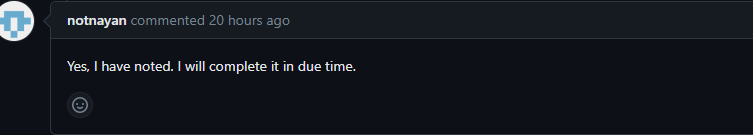 notnayan commented 20 hours ago
Yes, I have noted. I will complete it in due time.